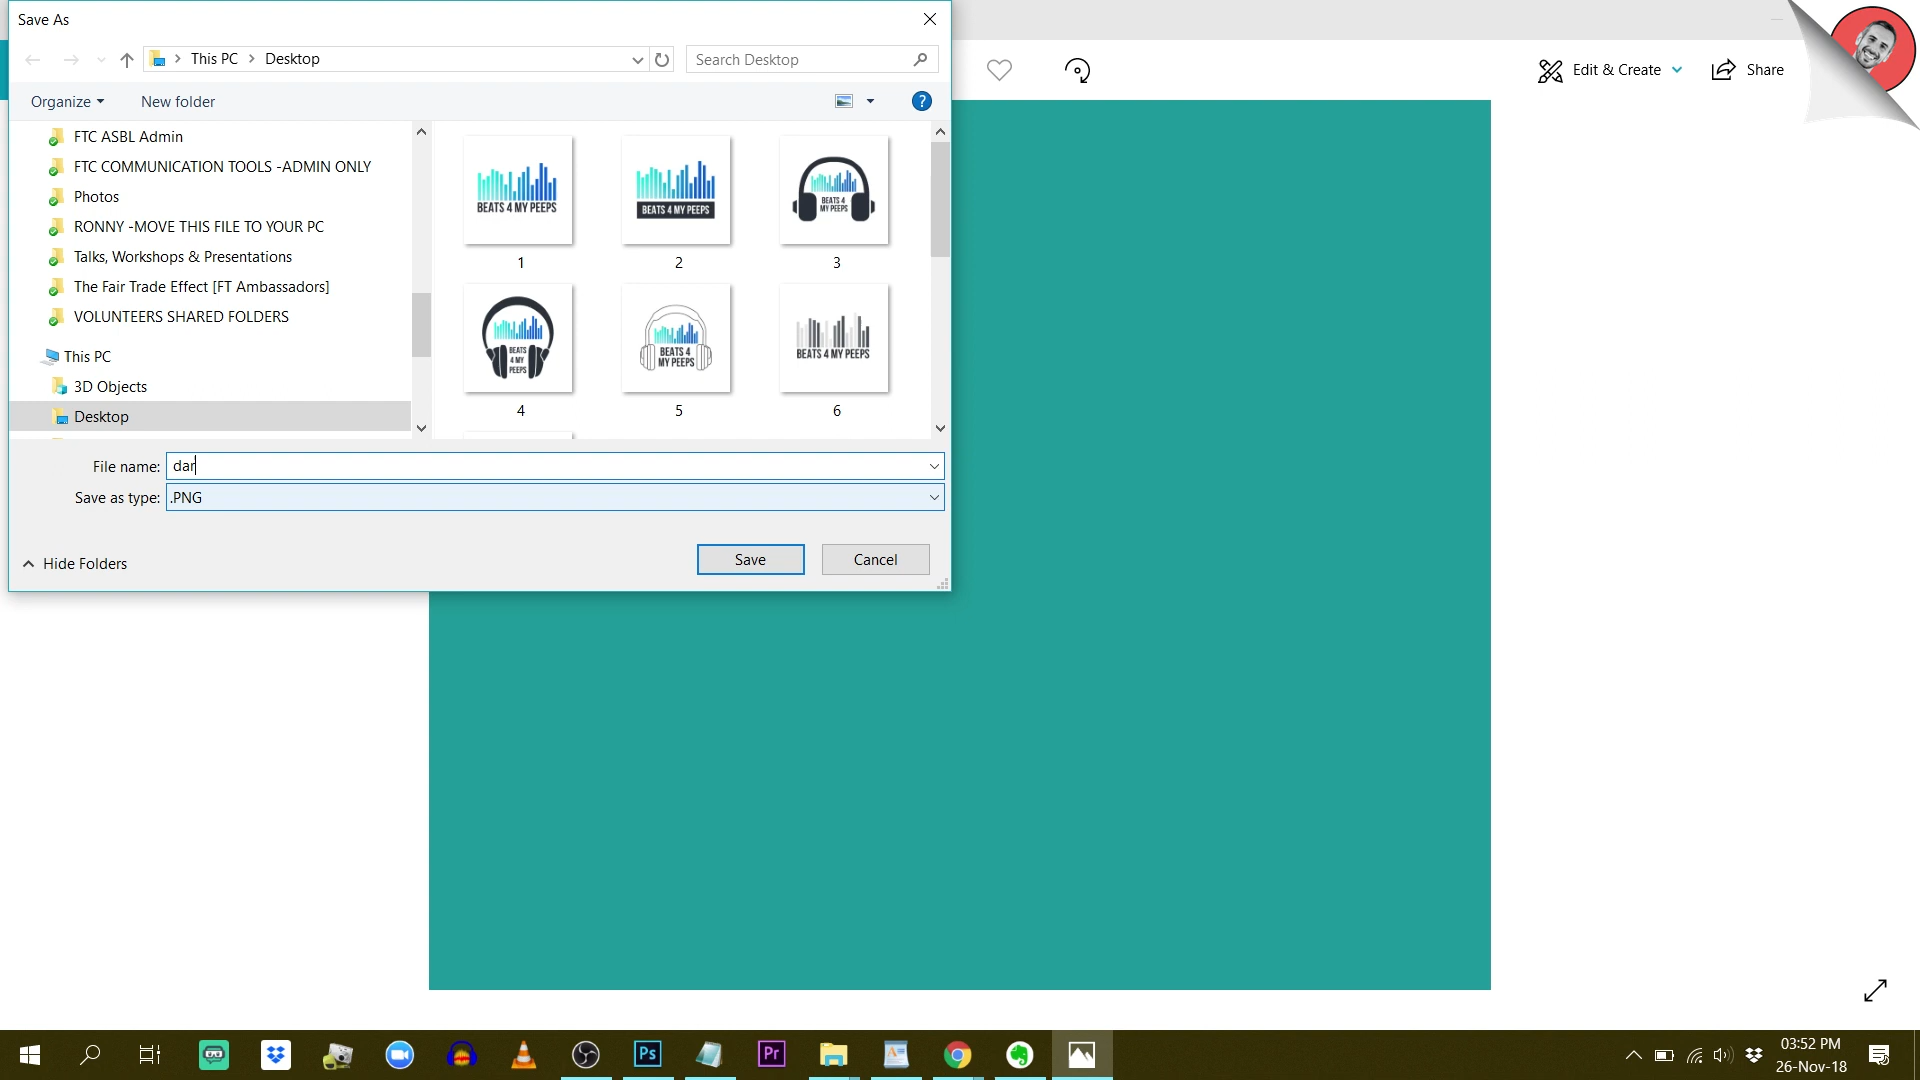 Save As
This PC
Desktop
Search Desktop
Edit & Create
Share
Organize
New folder
?
FTC ASBL Admin
FTC COMMUNICATION TOOLS -ADMIN ONLY
Photos
RONNY -MOVE THIS FILE TO YOUR PC
Talks, Workshops & Presentations
The Fair Trade Effect [FT Ambassadors]
VOLUNTEERS SHARED FOLDERS
This PC
3D Objects
Desktop
BEATS 4 MY PEEPS
BEATS 4 MY PEEPS
BEATS 4
MY PEEPS
1
2
3
BEATS
4 MY
PEEPS
BEATS 4
MY PEEPS
BEATS 4 MY PEEPS
4
5
6
File name: dar
Save as type: .PNG
Hide Folders
Save
Cancel
Ps
Pr
03:52 PM
26-Nov-18